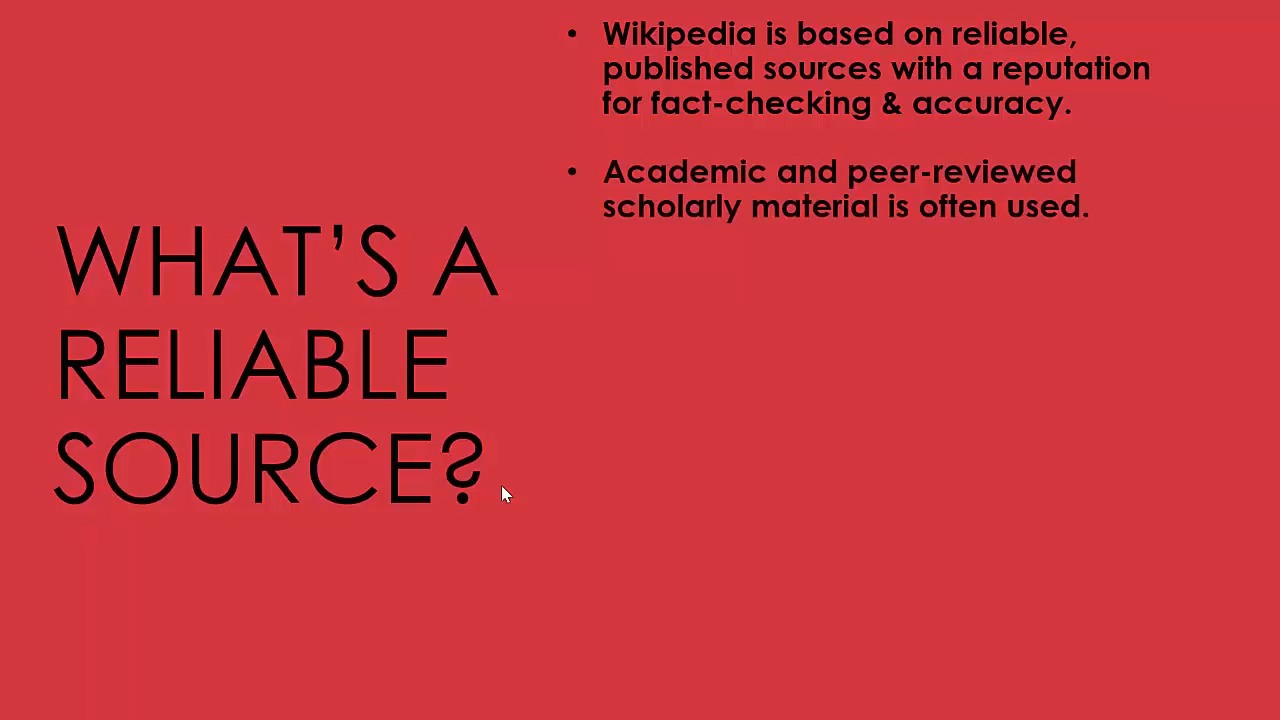 WHAT’S A
RELIABLE
SOURCE?
• Wikipedia is based on reliable,
published sources with a reputation
for fact-checking & accuracy.
• Academic and peer-reviewed
scholarly material is often used.